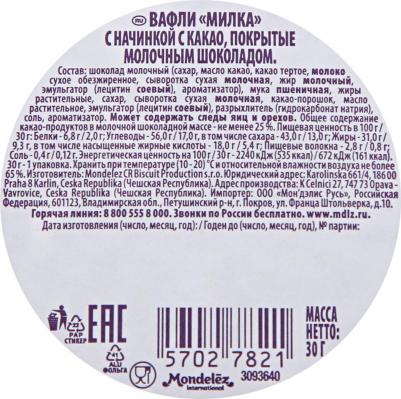 RU ВАФЛИ «МИЛКА»
С НАЧИНКОЙ С КАКАО, ПОКРЫТЫЕ
МОЛОЧНЫМ ШОКОЛАДОМ.
Состав: шоколад молочный (сахар, масло какао, какао тертое, молоко
сухое обезжиренное, сыворотка сухая молочная, жир молочный,
эмульгатор (лецитин соевый), ароматизатор), мука пшеничная, жиры
растительные, сахар, сыворотка сухая молочная, какао-порошок, масло
растительное, эмульгатор (лецитин соевый), разрыхлитель (гидрокарбонат натрия),
соль, ароматизатор. Может содержать следы яиц и орехов. Общее содержание
какао-продуктов в молочной шоколадной массе - не менее 25 %. Пищевая ценность в 100 г /
30 г: Белки - 6,8 / 2,0 г; Углеводы - 56,0 г / 17,0 г, в том числе сахара - 43,0 г / 13,0 г; Жиры - 31,0 г /
9,3 г, в том числе насыщенные жирные кислоты - 18,0 г / 5,4 г; Пищевые волокна - 2,8 г / 0,8 г;
Соль - 0,4 г / 0,12 г. Энергетическая ценность на 100 г / 30 г - 2240 кДж (535 ккал) / 672 кДж (161 ккал).
30 г - 1 упаковка. Хранить при температуре (10 - 20) °С и относительной влажности воздуха не более
65 %. Изготовлено: Mondelez CR Biscuit Production s.r.o. Юридический адрес: Karolinska 661/4, 186 00
Praha 8 Karlin, Ceska Republika (Чешская Республика). Адрес производства: K Celnici 27, 747 73 Opava -
Vavrovice, Ceska Republika (Чешская Республика). Импортер: ООО «Мон'дэлис Русь», Российская
Федерация, 601123, Владимирская обл., Петушинский р-н, г. Покров, ул. Франца Штольверка, д.10.
Горячая линия: 8 800 555 8 000. Звонки по России бесплатно. www.mdlz.ru
Дата изготовления (число, месяц) / Годен до (число, месяц, год), № партии:
EAC
22
PAP
СТИКЕР
41
ALU
ФОЛЬГА
5702 7821
МАССА
НЕТТО:
30 Г
Mondelēz
International
3093640